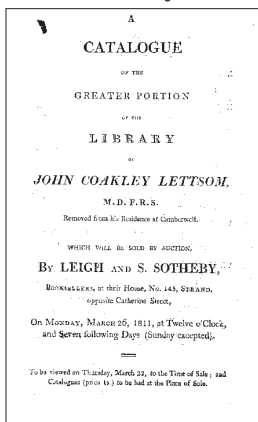 A
CATALOGUE
OF THE
GREATER PORTION
OF THE
LIBRARY
OF
JOHN COAKLEY LETTSOM,
M.D. F.R.S.
Removed from his Residence at Camberwell.
WHICH WILL BE SOLD BY AUCTION,
BY LEIGH AND S. SOTHEBY,
BOOKSELLERS, at their House, No. 145, STRAND,
opposite Catherine Street,
On MONDAY, MARCH 26, 1811, at Twelve o'Clock,
and Seven following Days (Sunday excepted).
To be viewed on Thursday, March 22, to the Time of Sale; and
Catalogues (price 1s.) to be had at the Place of Sale.